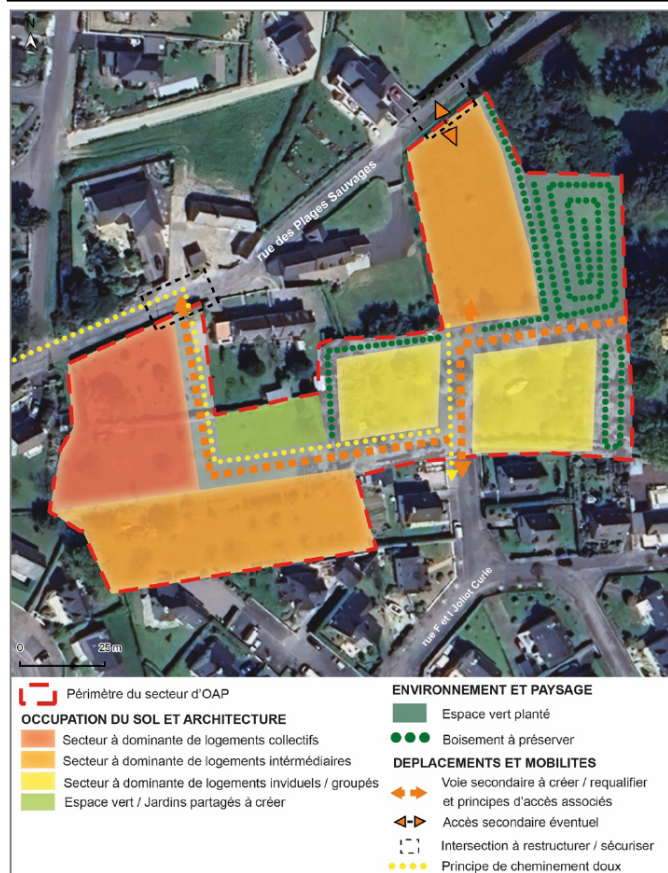 N
rue des Plages Sauvages
rue F et I Joliot Curie
0 25 m
Périmètre du secteur d'OAP
OCCUPATION DU SOL ET ARCHITECTURE
Secteur à dominante de logements collectifs
Secteur à dominante de logements intérmédiaires
Secteur à dominante de logements inviduels / groupés
Espace vert / Jardins partagés à créer
ENVIRONNEMENT ET PAYSAGE
Espace vert planté
Boisement à préserver
DEPLACEMENTS ET MOBILITES
Voie secondaire à créer / requalifier
et principes d'accès associés
Accès secondaire éventuel
Intersection à restructurer / sécuriser
Principe de cheminement doux